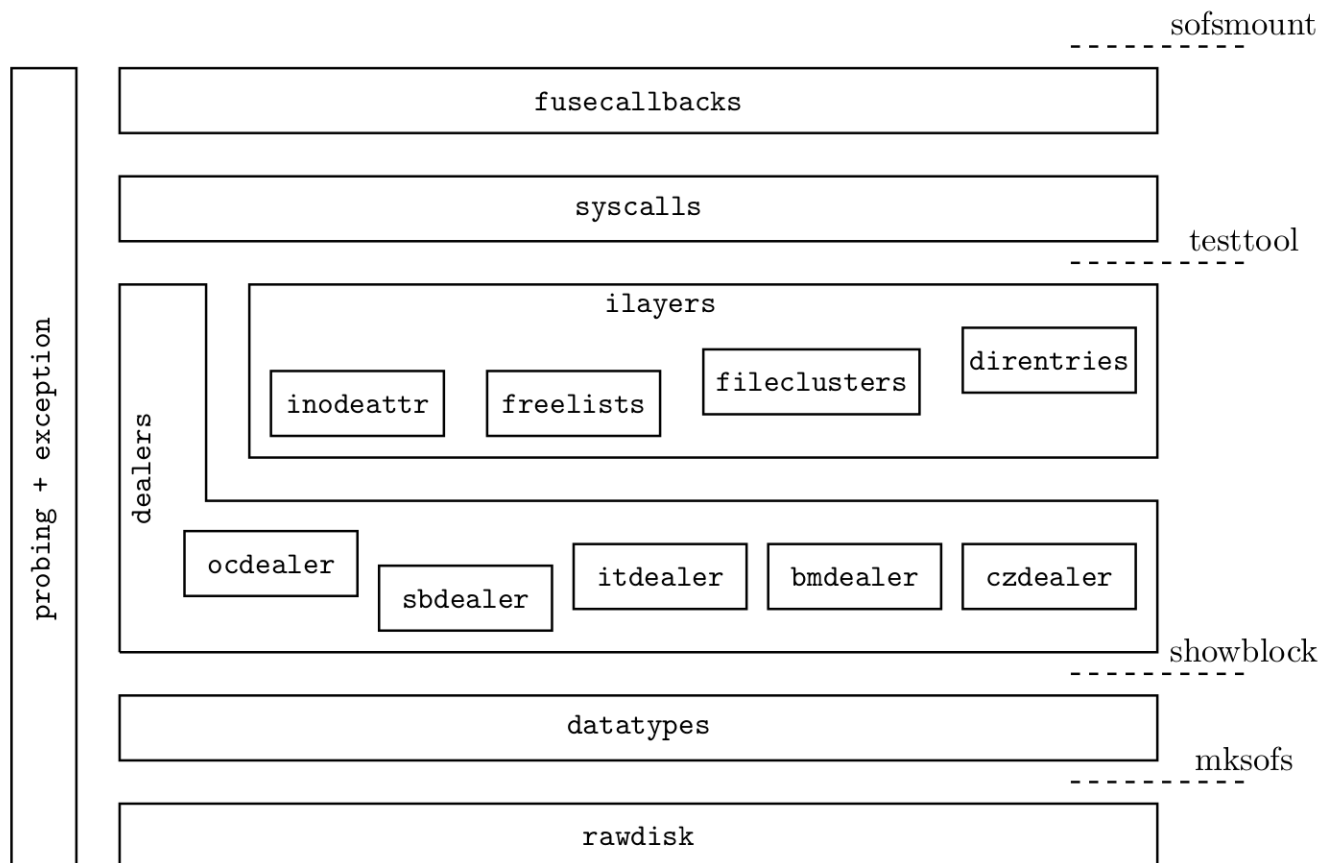 sofsmount
fusecallbacks
syscalls
testtool
probing + exception
dealers
ilayers
inodeattr
freelists
fileclusters
direntries
ocdealer
sbdealer
itdealer
bmdealer
czdealer
showblock
datatypes
mksofs
rawdisk